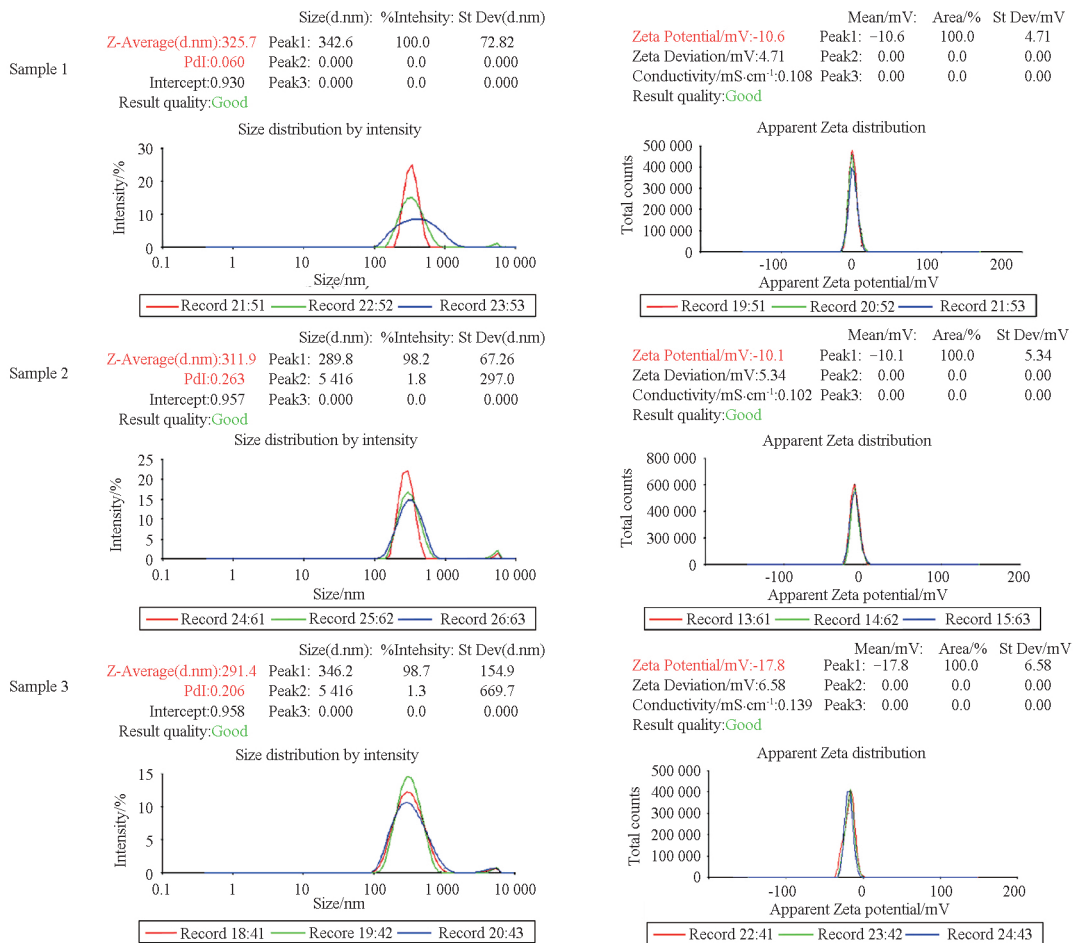 Sample 1
Size(d.nm): %Intehsity: St Dev(d.nm)
Z-Average(d.nm):325.7 Peak1: 342.6 100.0 72.82
PdI:0.060 Peak2: 0.000 0.0 0.000
Intercept:0.930 Peak3: 0.000 0.0 0.000
Result quality:Good
Size distribution by intensity
Intensity/%
30
20
10
0
0.1 1 10 100 1 000 10 000
Size/nm
Record 21:51 Record 22:52 Record 23:53
Mean/mV: Area/% St Dev/mV
Zeta Potential/mV:-10.6 Peak1: −10.6 100.0 4.71
Zeta Deviation/mV:4.71 Peak2: 0.00 0.0 0.00
Conductivity/mS·cm⁻¹:0.108 Peak3: 0.00 0.0 0.00
Result quality:Good
Apparent Zeta distribution
Total counts
500 000
400 000
300 000
200 000
100 000
0
-100 0 100 200
Apparent Zeta potential/mV
Record 19:51 Record 20:52 Record 21:53
Sample 2
Size(d.nm): %Intehsity: St Dev(d.nm)
Z-Average(d.nm):311.9 Peak1: 289.8 98.2 67.26
PdI:0.263 Peak2: 5 416 1.8 297.0
Intercept:0.957 Peak3: 0.000 0.0 0.000
Result quality:Good
Size distribution by intensity
Intensity/%
25
20
15
10
5
0
0.1 1 10 100 1 000 10 000
Size/nm
Record 24:61 Record 25:62 Record 26:63
Mean/mV: Area/% St Dev/mV
Zeta Potential/mV:-10.1 Peak1: −10.1 100.0 5.34
Zeta Deviation/mV:5.34 Peak2: 0.00 0.0 0.00
Conductivity/mS·cm⁻¹:0.102 Peak3: 0.00 0.0 0.00
Result quality:Good
Apparent Zeta distribution
Total counts
800 000
600 000
400 000
200 000
0
-100 0 100 200
Apparent Zeta potential/mV
Record 13:61 Record 14:62 Record 15:63
Sample 3
Size(d.nm): %Intehsity: St Dev(d.nm)
Z-Average(d.nm):291.4 Peak1: 346.2 98.7 154.9
PdI:0.206 Peak2: 5 416 1.3 669.7
Intercept:0.958 Peak3: 0.000 0.0 0.000
Result quality:Good
Size distribution by intensity
Intensity/%
15
10
5
0
0.1 1 10 100 1 000 10 000
Size/nm
Record 18:41 Recore 19:42 Record 20:43
Mean/mV: Area/% St Dev/mV
Zeta Potential/mV:-17.8 Peak1: −17.8 100.0 6.58
Zeta Deviation/mV:6.58 Peak2: 0.00 0.0 0.00
Conductivity/mS·cm⁻¹:0.139 Peak3: 0.00 0.0 0.00
Result quality:Good
Apparent Zeta distribution
Total counts
500 000
400 000
300 000
200 000
100 000
0
-100 0 100 200
Apparent Zeta potential/mV
Record 22:41 Record 23:42 Record 24:43